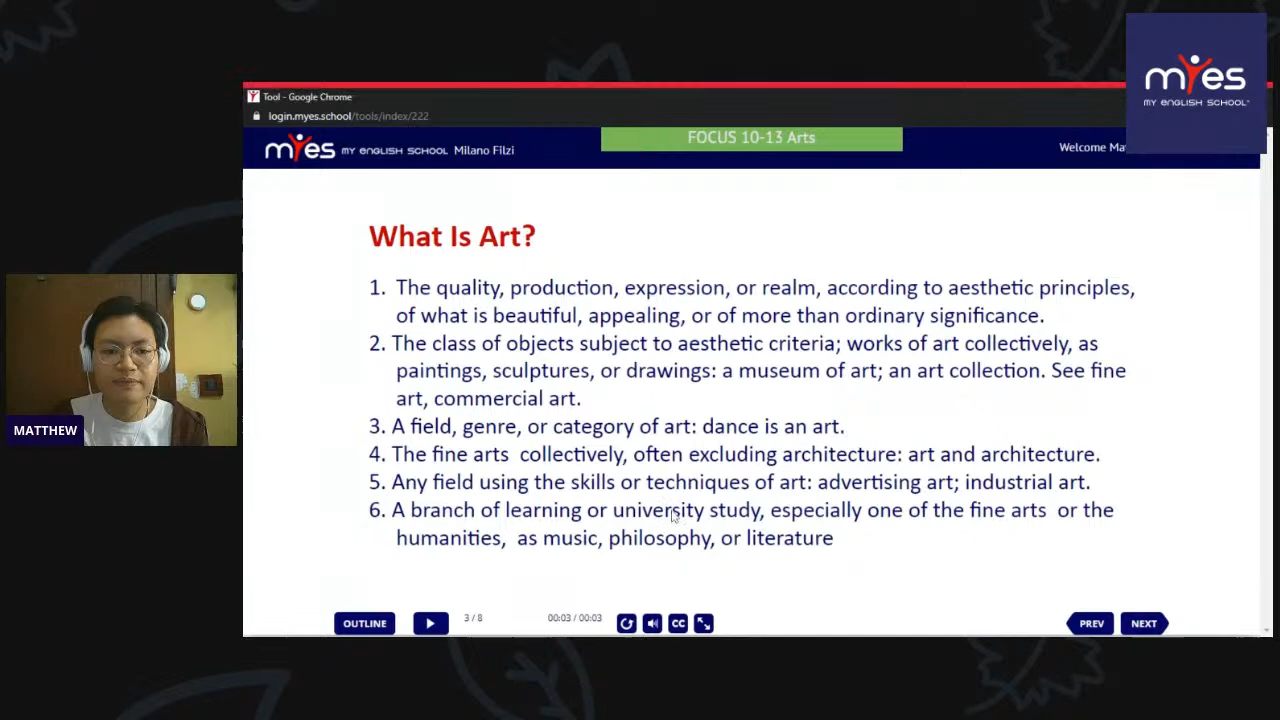 myes
MY ENGLISH SCHOOL
Tool - Google Chrome
login.myes.school/tools/index/222
myes MY ENGLISH SCHOOL Milano Filzi
FOCUS 10-13 Arts
Welcome Ma
What Is Art?
1. The quality, production, expression, or realm, according to aesthetic principles,
of what is beautiful, appealing, or of more than ordinary significance.
2. The class of objects subject to aesthetic criteria; works of art collectively, as
paintings, sculptures, or drawings: a museum of art; an art collection. See fine
art, commercial art.
3. A field, genre, or category of art: dance is an art.
4. The fine arts collectively, often excluding architecture: art and architecture.
5. Any field using the skills or techniques of art: advertising art; industrial art.
6. A branch of learning or university study, especially one of the fine arts or the
humanities, as music, philosophy, or literature
MATTHEW
OUTLINE
3 / 8
00:03 / 00:03
CC
PREV
NEXT